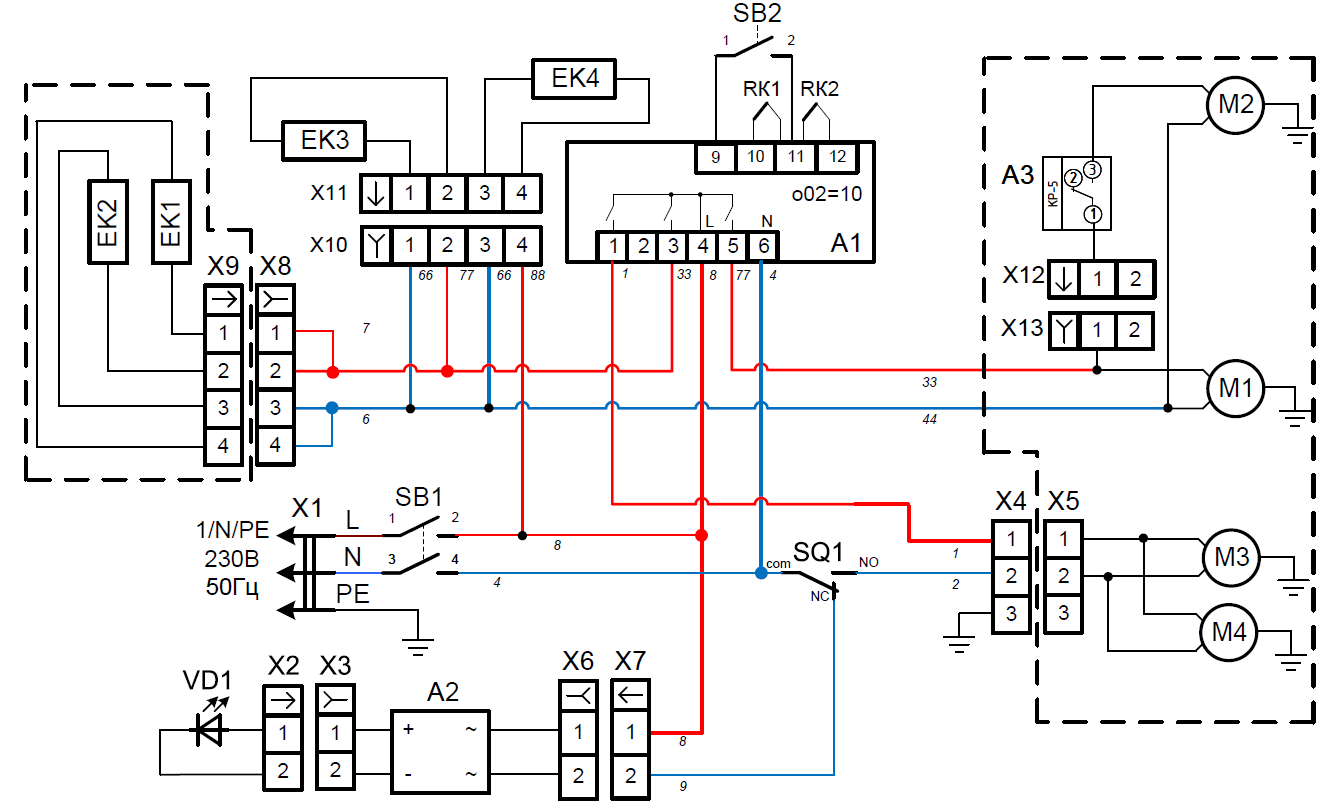 SB2
1 2
EK4
RK1 RK2
M2
EK3
9 10 11 12
A3
КР-5
2 3
1
X11 1 2 3 4
o02=10
EK2 EK1
L N
X10 1 2 3 4
1 2 3 4 5 6 A1
66 77 66 88
1 33 8 77 4
X9 X8
X12 1 2
X13 1 2
1 1
7
2 2
33
M1
3 3
6
44
4 4
X1
SB1
L 1 2
X4 X5
1/N/PE
8
1 1
230В
N 3 4
4
SQ1
com NO
NC
1
2
2 2
M3
50Гц
PE
3 3
M4
VD1
X2 X3
A2
X6 X7
1 1
+ ~
1 1
8
2 2
- ~
2 2
9